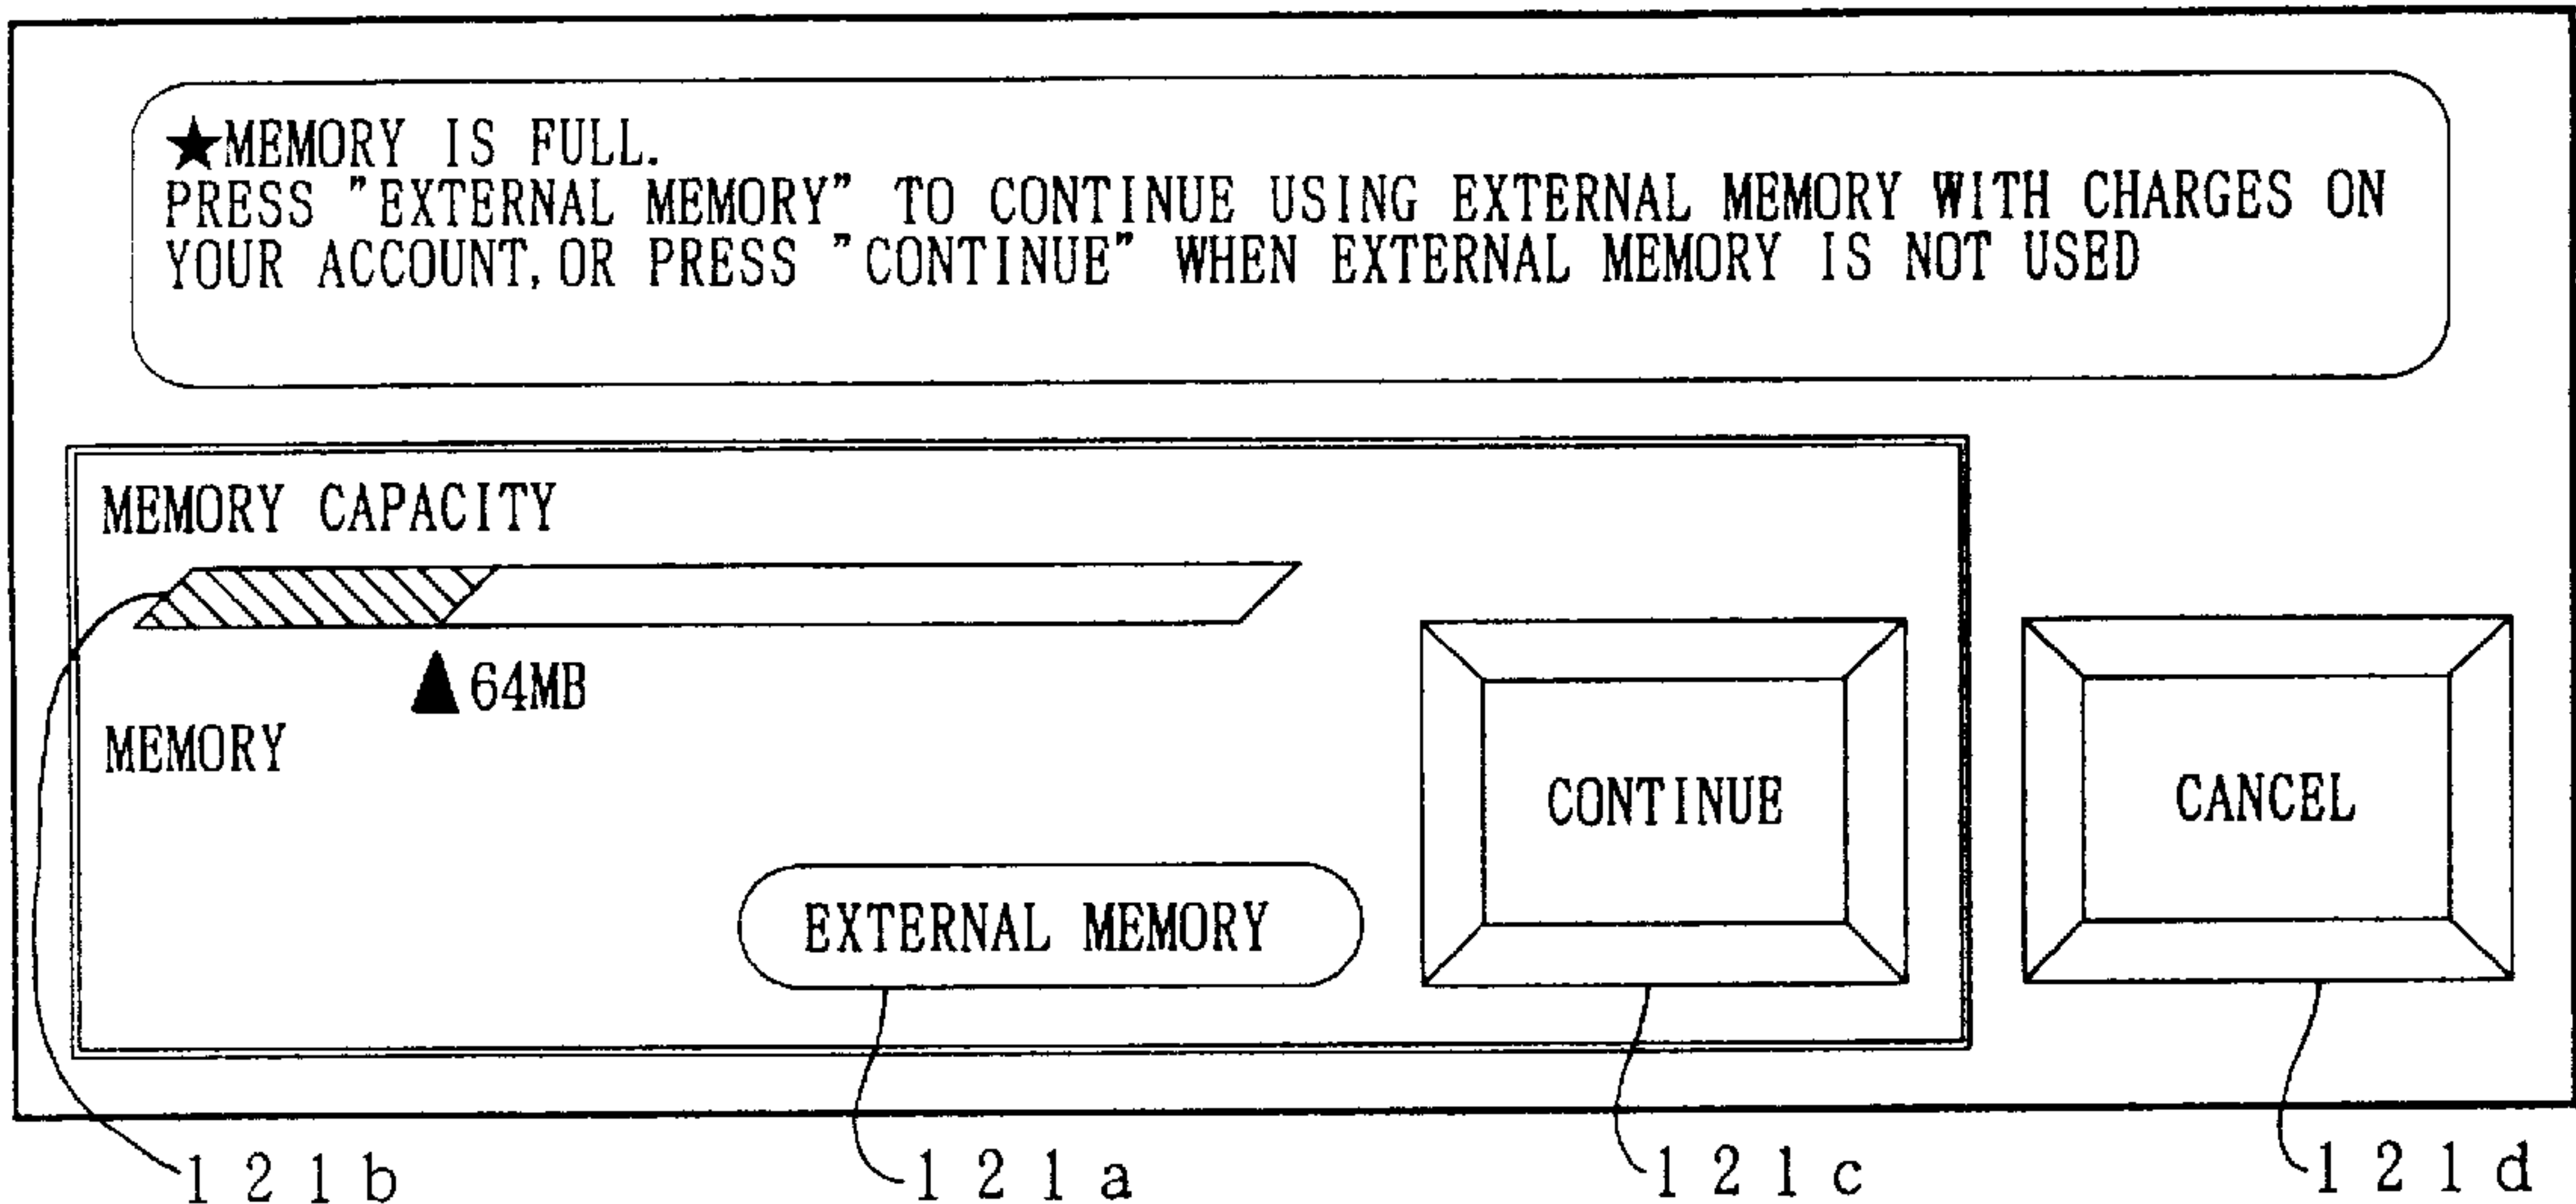 ★MEMORY IS FULL.
PRESS "EXTERNAL MEMORY" TO CONTINUE USING EXTERNAL MEMORY WITH CHARGES ON
YOUR ACCOUNT, OR PRESS "CONTINUE" WHEN EXTERNAL MEMORY IS NOT USED
MEMORY CAPACITY
▲64MB
MEMORY
CONTINUE
CANCEL
EXTERNAL MEMORY
121b
121a
121c
121d